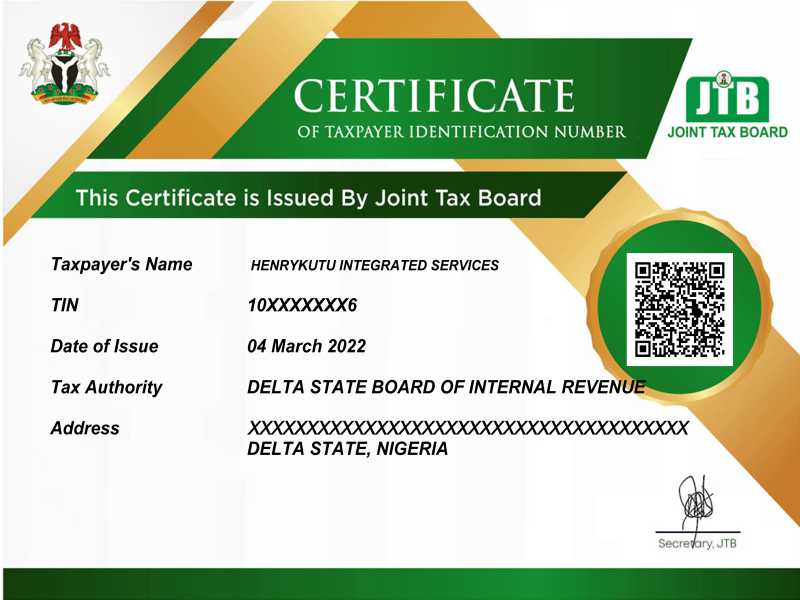 CERTIFICATE
OF TAXPAYER IDENTIFICATION NUMBER
JTB
JOINT TAX BOARD
This Certificate is Issued By Joint Tax Board
Taxpayer's Name HENRYKUTU INTEGRATED SERVICES
TIN 10XXXXXXX6
Date of Issue 04 March 2022
Tax Authority DELTA STATE BOARD OF INTERNAL REVENUE
Address XXXXXXXXXXXXXXXXXXXXXXXXXXXXXXXXXXXXXX
DELTA STATE, NIGERIA
Secretary, JTB